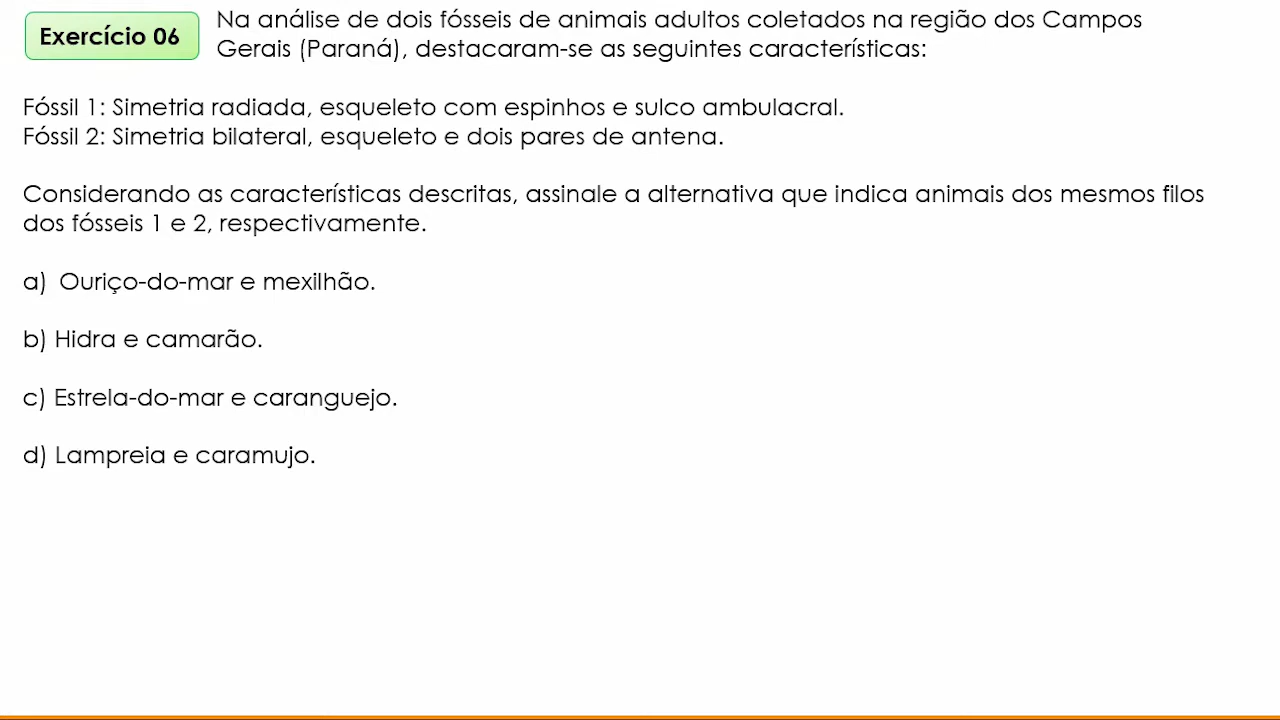 Exercício 06
Na análise de dois fósseis de animais adultos coletados na região dos Campos
Gerais (Paraná), destacaram-se as seguintes características:
Fóssil 1: Simetria radiada, esqueleto com espinhos e sulco ambulacral.
Fóssil 2: Simetria bilateral, esqueleto e dois pares de antena.
Considerando as características descritas, assinale a alternativa que indica animais dos mesmos filos
dos fósseis 1 e 2, respectivamente.
a) Ouriço-do-mar e mexilhão.
b) Hidra e camarão.
c) Estrela-do-mar e caranguejo.
d) Lampreia e caramujo.